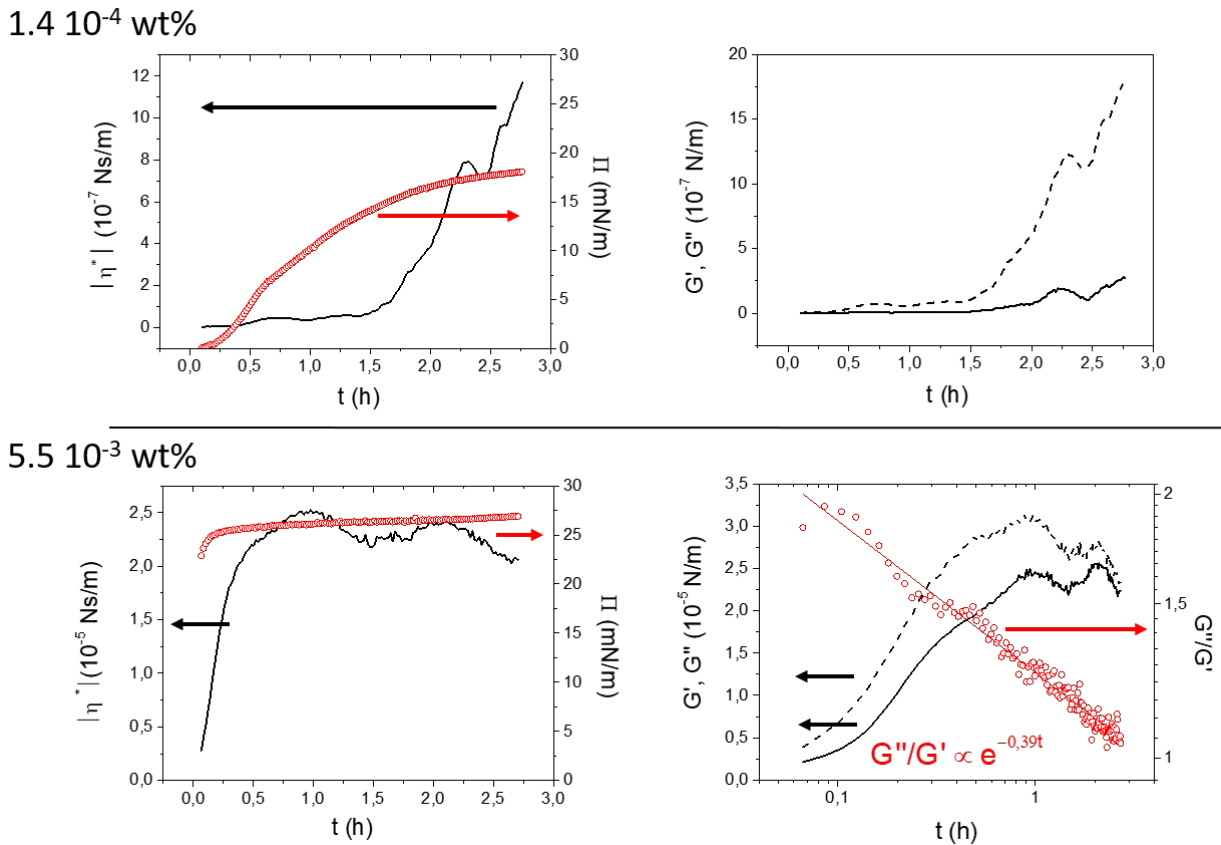 1.4 10⁻⁴ wt%
|η*| (10⁻⁷ Ns/m)
12
10
8
6
4
2
0
30
25
20
15
10
5
0
Π (mN/m)
0,0 0,5 1,0 1,5 2,0 2,5 3,0
t (h)
G', G" (10⁻⁷ N/m)
20
15
10
5
0
0,0 0,5 1,0 1,5 2,0 2,5 3,0
t (h)
5.5 10⁻³ wt%
|η*| (10⁻⁵ Ns/m)
2,5
2,0
1,5
1,0
0,5
0,0
30
25
20
15
10
5
0
Π (mN/m)
0,0 0,5 1,0 1,5 2,0 2,5 3,0
t (h)
G', G" (10⁻⁵ N/m)
3,5
3,0
2,5
2,0
1,5
1,0
0,5
0,0
2
1,5
1
G"/G'
G"/G' ∝ e⁻⁰,³⁹ᵗ
0,1 1
t (h)